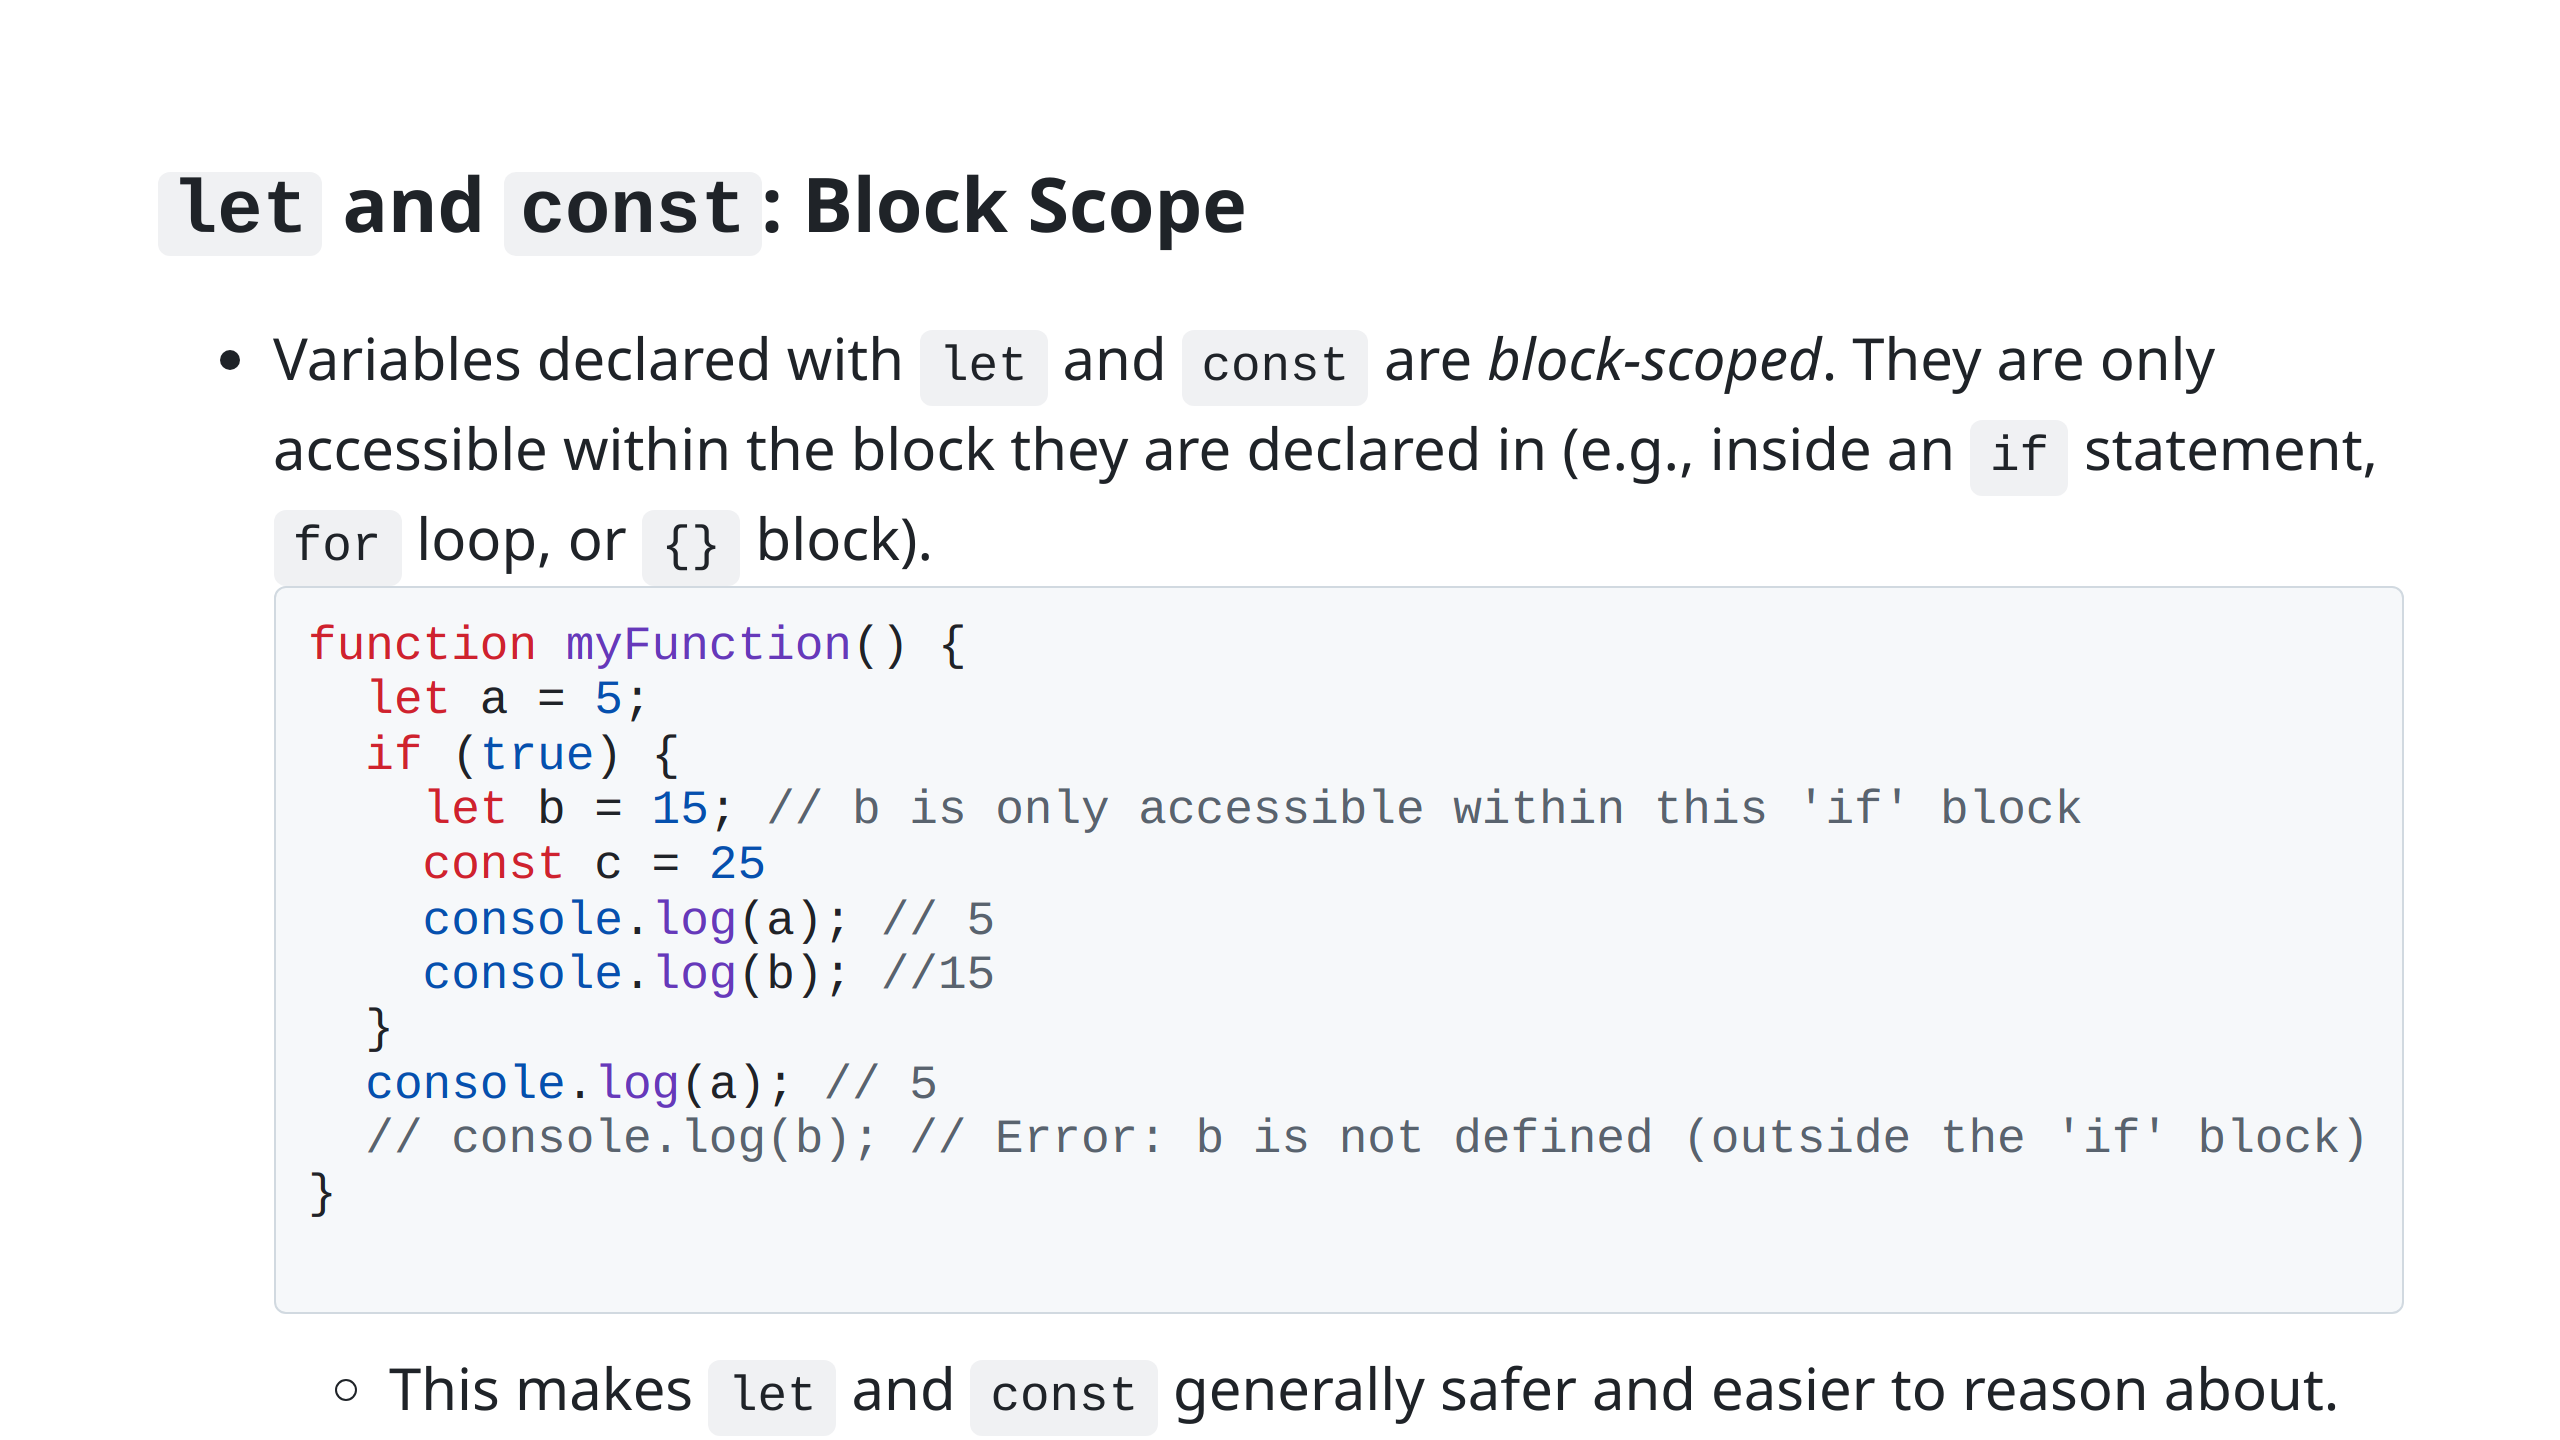 let and const: Block Scope
• Variables declared with let and const are block-scoped. They are only
accessible within the block they are declared in (e.g., inside an if statement,
for loop, or {} block).
function myFunction() {
  let a = 5;
  if (true) {
    let b = 15; // b is only accessible within this 'if' block
    const c = 25
    console.log(a); // 5
    console.log(b); //15
  }
  console.log(a); // 5
  // console.log(b); // Error: b is not defined (outside the 'if' block)
}
○ This makes let and const generally safer and easier to reason about.